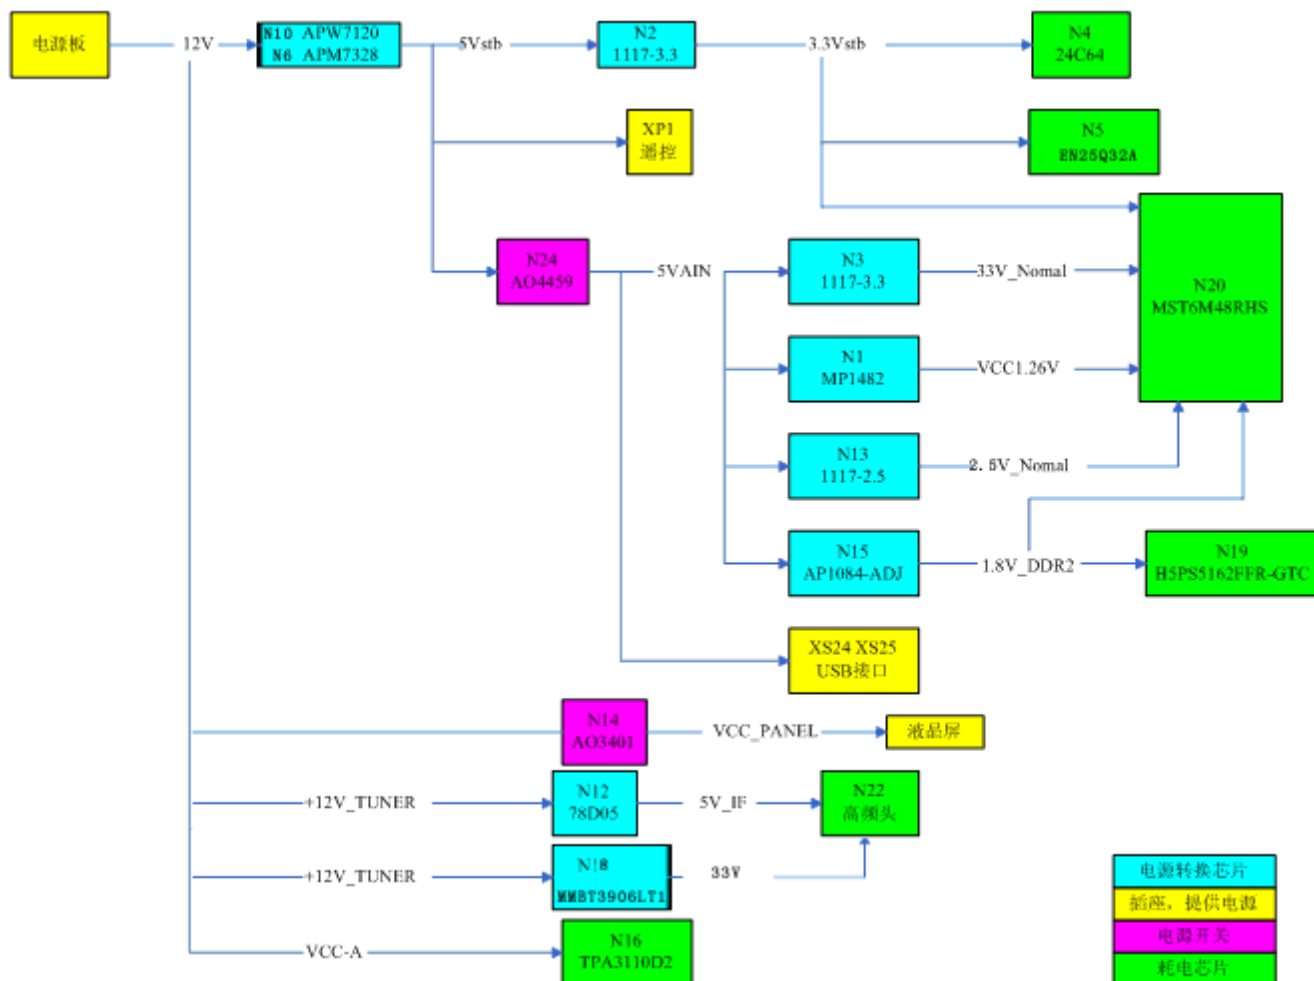 电源板
12V
N10 APW7120
N6 APM7328
5Vstb
N2
1117-3.3
3.3Vstb
N4
24C64
XP1
遥控
N5
EN25Q32A
N24
AO4459
5VAIN
N3
1117-3.3
33V_Nomal
N20
MST6M48RHS
N1
MP1482
VCC1.26V
N13
1117-2.5
2.5V_Nomal
N15
AP1084-ADJ
1.8V_DDR2
N19
H5PS5162FFR-GTC
XS24 XS25
USB接口
N14
AO3401
VCC_PANEL
液晶屏
+12V_TUNER
N12
78D05
5V_IF
N22
高频头
+12V_TUNER
N18
MMBT3906LT1
33V
VCC-A
N16
TPA3110D2
电源转换芯片
插座，提供电源
电源开关
耗电芯片